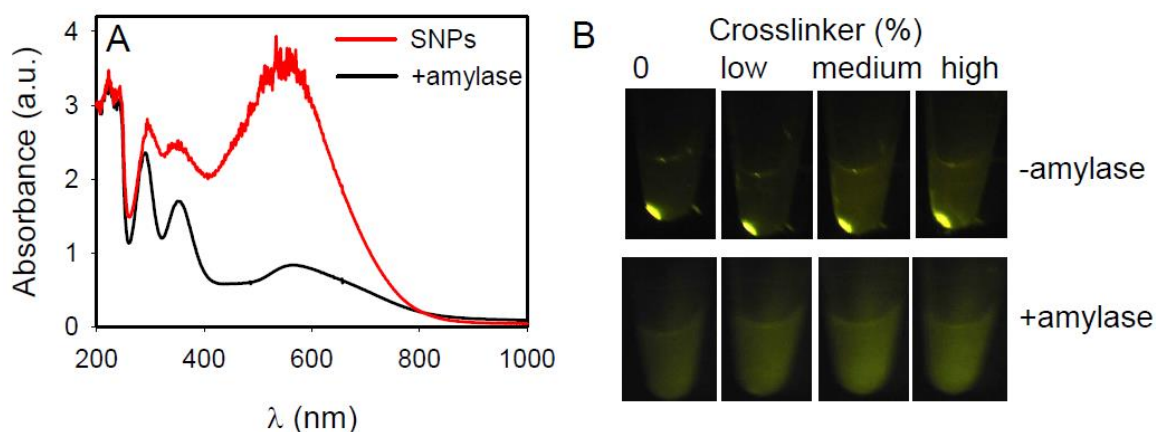 A
SNPs
+amylase
4
3
2
1
0
200 400 600 800 1000
Absorbance (a.u.)
λ (nm)
B
Crosslinker (%)
0 low medium high
-amylase
+amylase